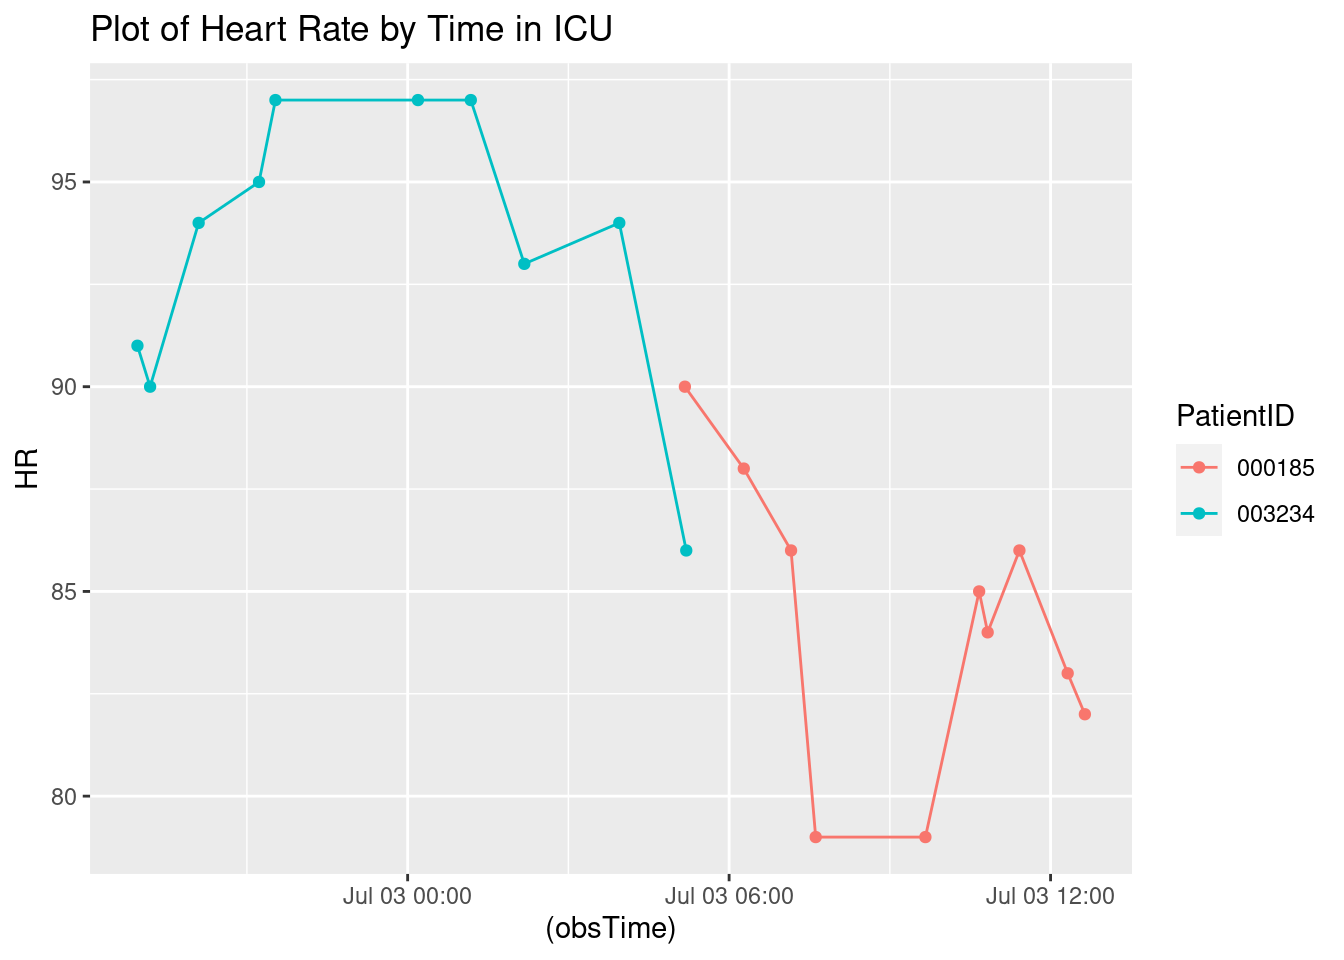 Plot of Heart Rate by Time in ICU
95
90
85
80
HR
Jul 03 00:00
Jul 03 06:00
Jul 03 12:00
(obsTime)
PatientID
000185
003234